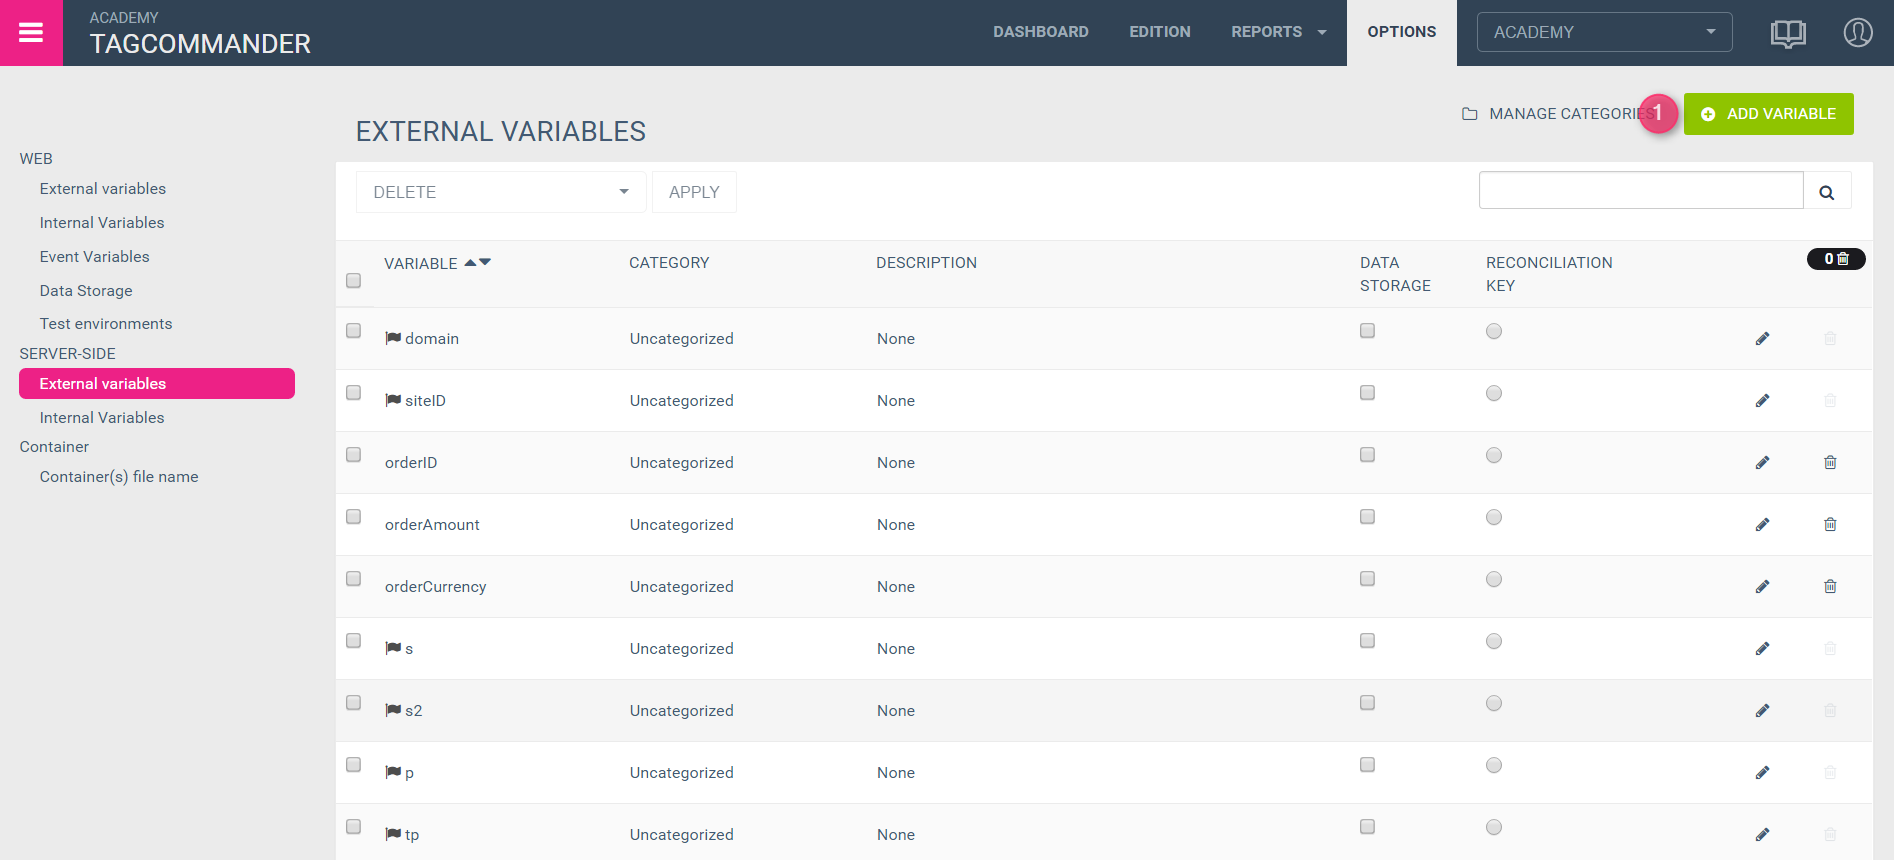 ACADEMY
TAGCOMMANDER
DASHBOARD
EDITION
REPORTS
OPTIONS
ACADEMY
EXTERNAL VARIABLES
MANAGE CATEGORIES
1
ADD VARIABLE
WEB
External variables
Internal Variables
Event Variables
Data Storage
Test environments
SERVER-SIDE
External variables
Internal Variables
Container
Container(s) file name
DELETE
APPLY
VARIABLE
CATEGORY
DESCRIPTION
DATA
STORAGE
RECONCILIATION
KEY
0
domain Uncategorized None
siteID Uncategorized None
orderID Uncategorized None
orderAmount Uncategorized None
orderCurrency Uncategorized None
s Uncategorized None
s2 Uncategorized None
p Uncategorized None
tp Uncategorized None